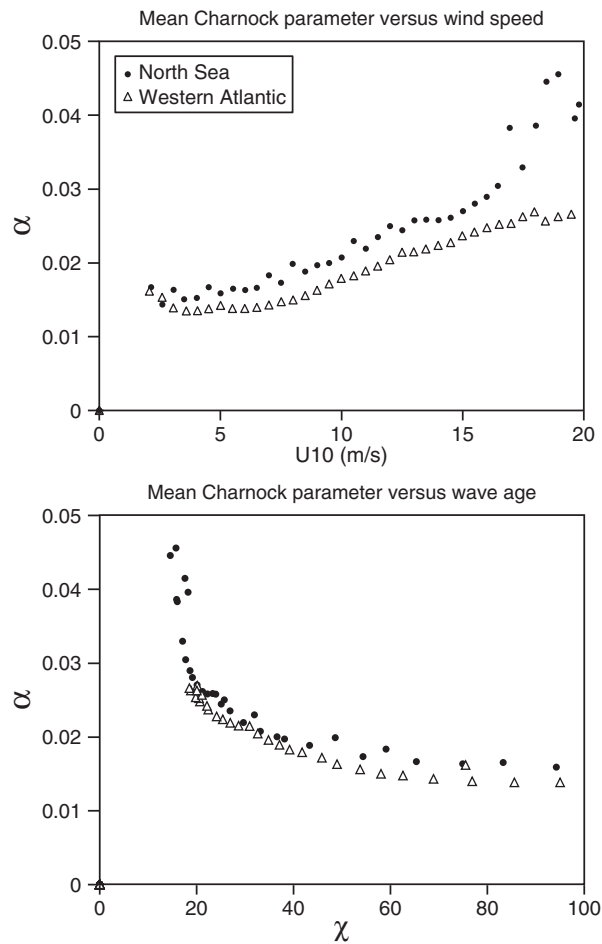 Mean Charnock parameter versus wind speed
0.05
North Sea
Western Atlantic
0.04
0.03
α
0.02
0.01
0
0 5 10 15 20
U10 (m/s)
Mean Charnock parameter versus wave age
0.05
0.04
0.03
α
0.02
0.01
0
0 20 40 60 80 100
χ